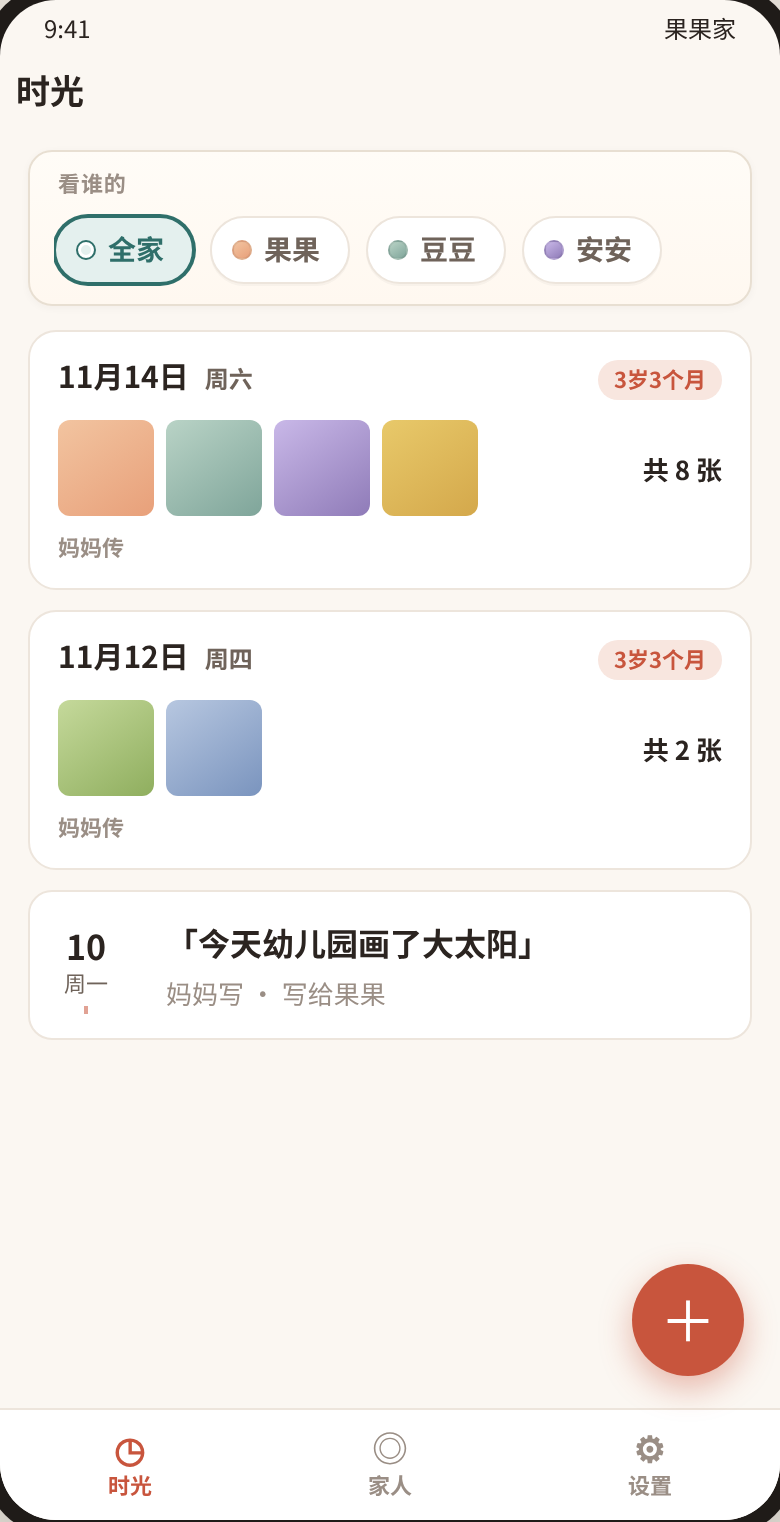 9:41 果果家
时光
看谁的
全家 果果 豆豆 安安
11月14日 周六 3岁3个月
共 8 张
妈妈传
11月12日 周四 3岁3个月
共 2 张
妈妈传
10 「今天幼儿园画了大太阳」
周一 妈妈写 · 写给果果
时光 家人 设置